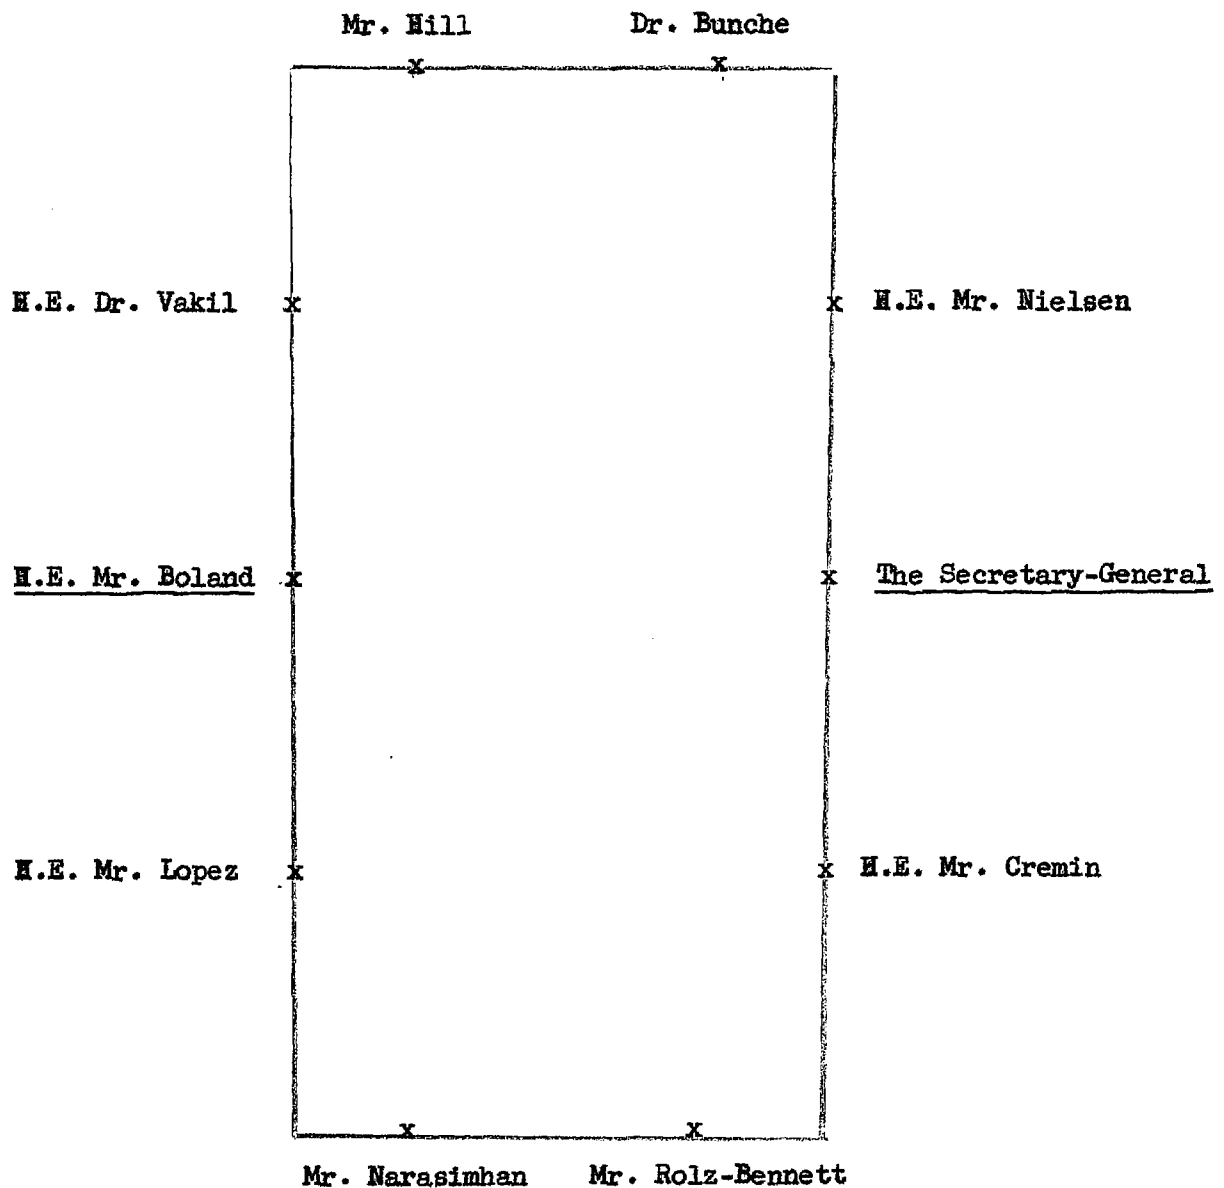 Mr. Hill Dr. Bunche
x x
H.E. Dr. Vakil x x H.E. Mr. Nielsen
H.E. Mr. Boland x x The Secretary-General
H.E. Mr. Lopez x x H.E. Mr. Cremin
x x
Mr. Narasimhan Mr. Rolz-Bennett